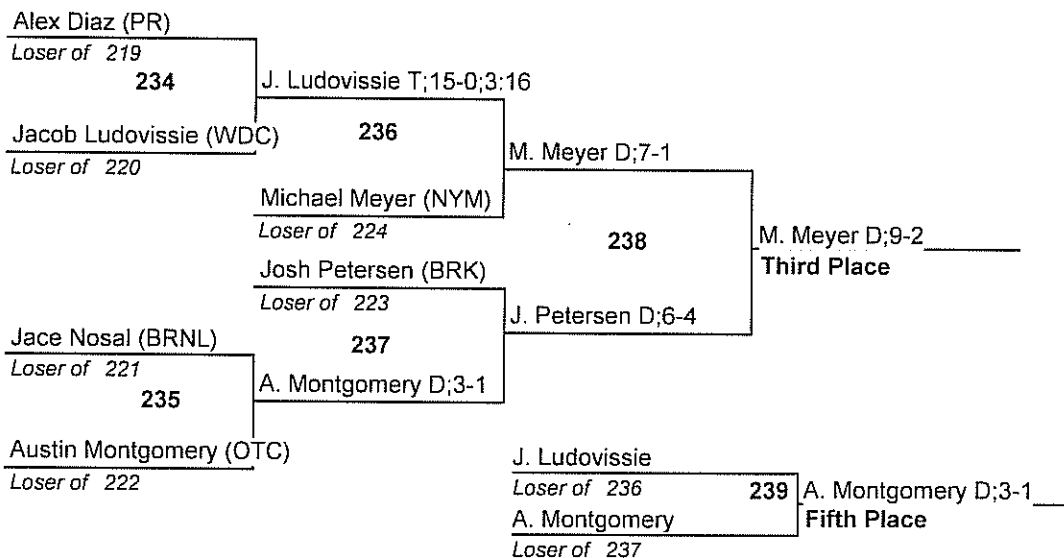 Alex Diaz (PR)
Loser of 219
234
J. Ludovissie T;15-0;3:16
Jacob Ludovissie (WDC)
Loser of 220
236
M. Meyer D;7-1
Michael Meyer (NYM)
Loser of 224
238
M. Meyer D;9-2
Third Place
Josh Petersen (BRK)
Loser of 223
J. Petersen D;6-4
Jace Nosal (BRNL)
Loser of 221
237
235
A. Montgomery D;3-1
Austin Montgomery (OTC)
Loser of 222
J. Ludovissie
Loser of 236
239
A. Montgomery D;3-1
Fifth Place
A. Montgomery
Loser of 237